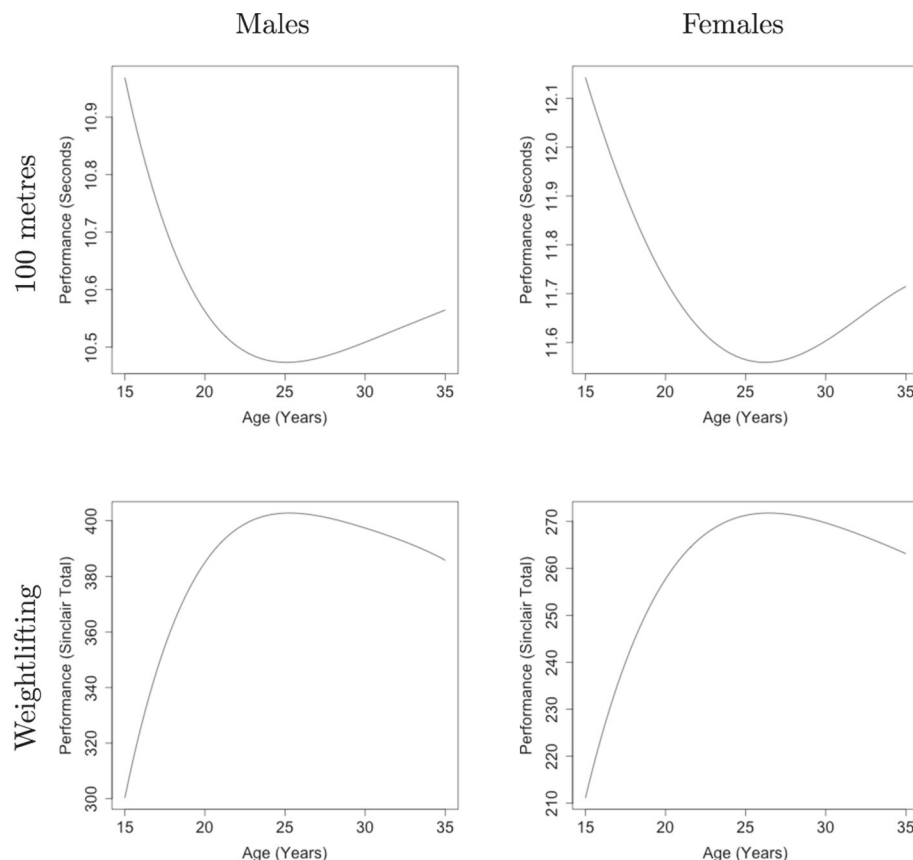 Males
Females
100 metres
Performance (Seconds)
10.9
10.8
10.7
10.6
10.5
15 20 25 30 35
Age (Years)
Performance (Seconds)
12.1
12.0
11.9
11.8
11.7
11.6
15 20 25 30 35
Age (Years)
Weightlifting
Performance (Sinclair Total)
400
380
360
340
320
300
15 20 25 30 35
Age (Years)
Performance (Sinclair Total)
270
260
250
240
230
220
210
15 20 25 30 35
Age (Years)